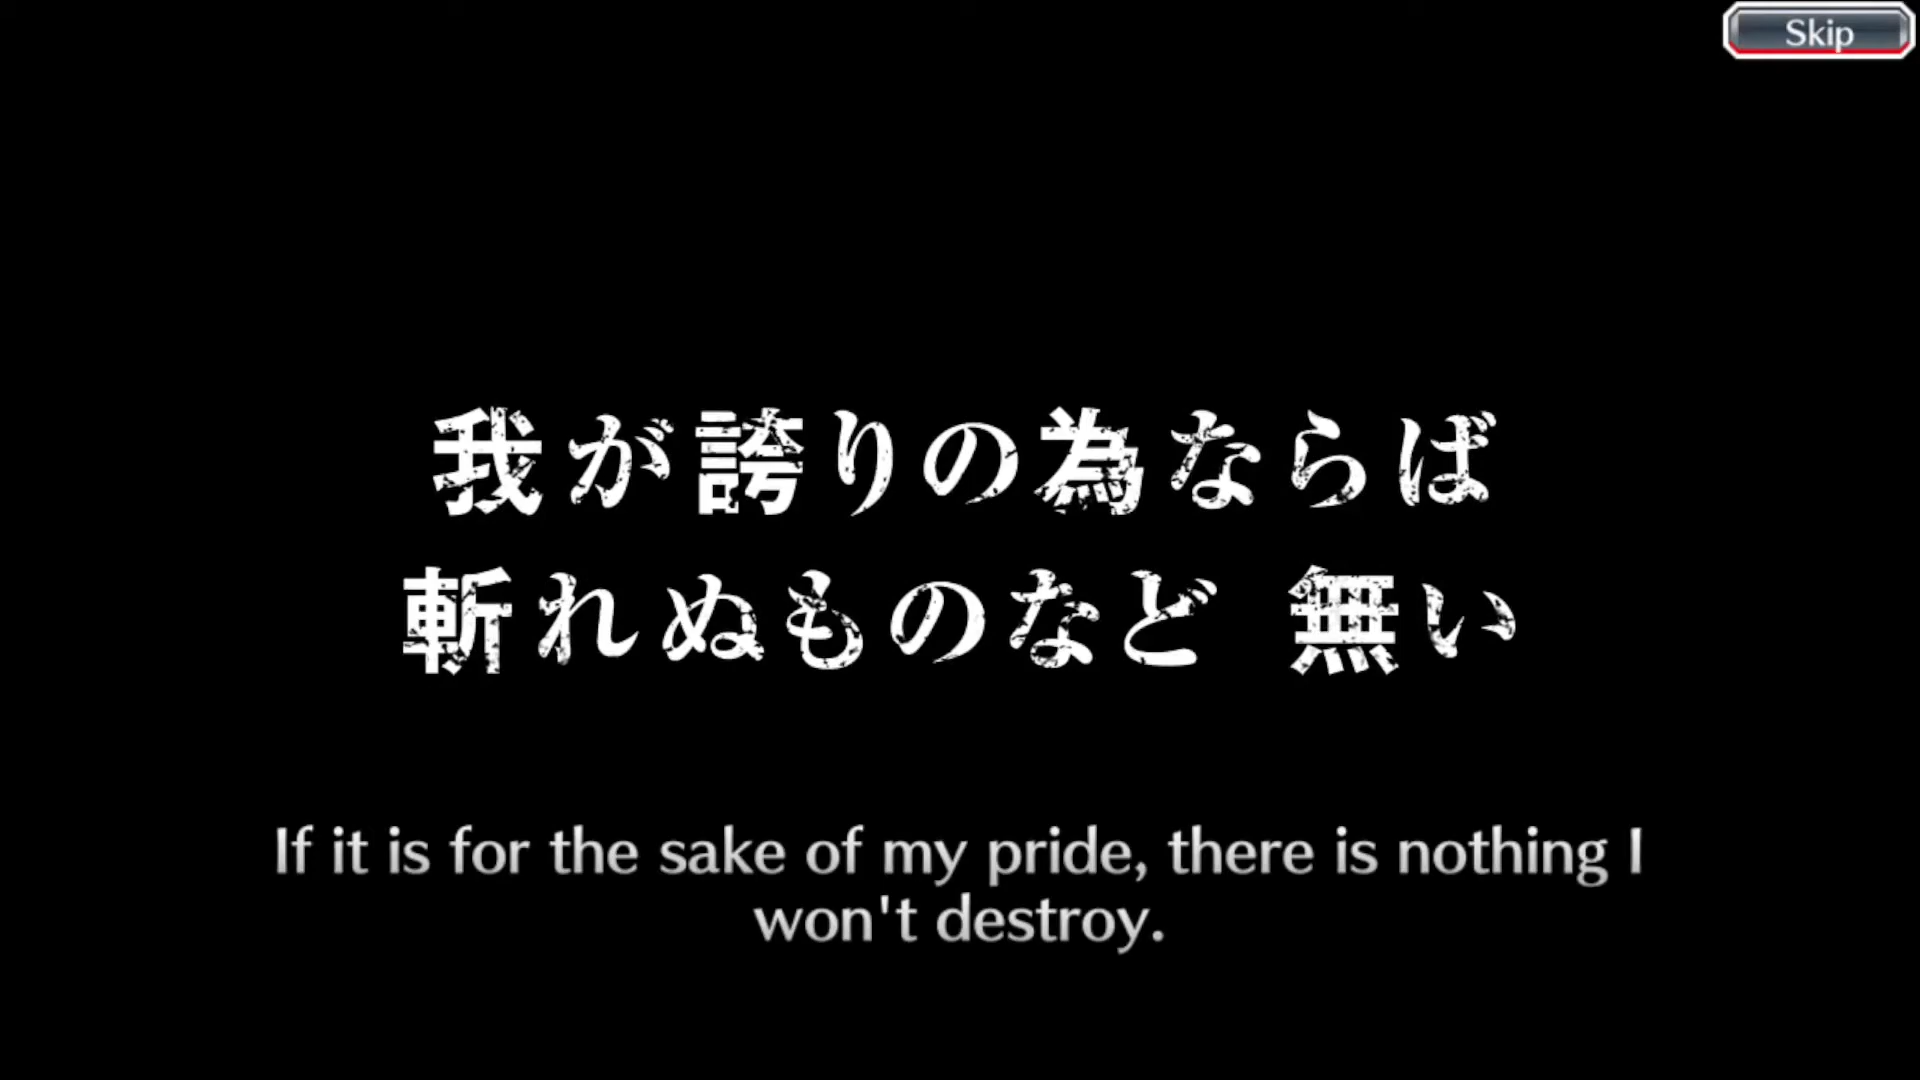 Skip
我が誇りの為ならば
斬れぬものなど 無い
If it is for the sake of my pride, there is nothing I
won't destroy.